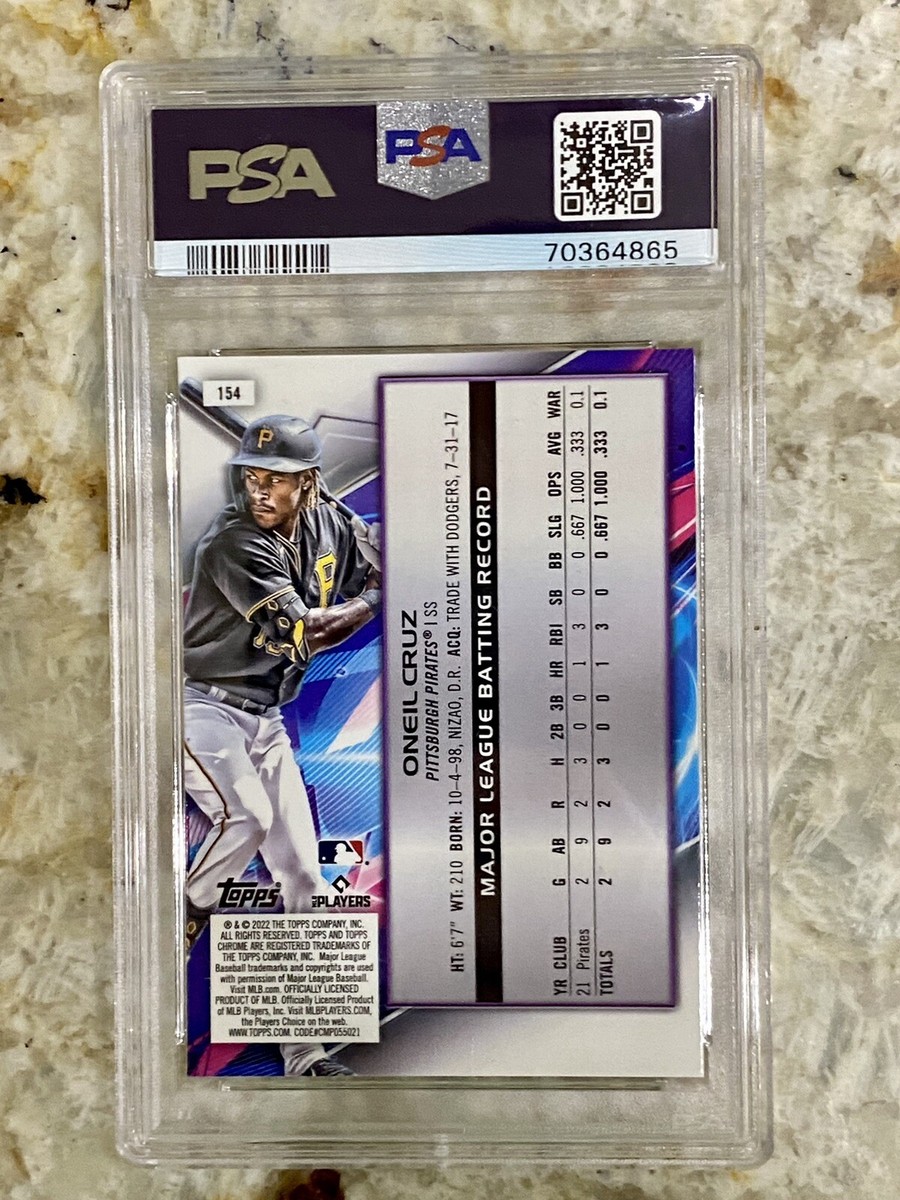 PSA
PSA
70364865
154
P
P
ONEIL CRUZ
PITTSBURGH PIRATES® | SS
HT: 6'7" WT: 210 BORN: 10-4-98, NIZAO, D.R. ACQ: TRADE WITH DODGERS, 7-31-17
MAJOR LEAGUE BATTING RECORD
YR CLUB G AB R H 2B 3B HR RBI SB BB SLG OPS AVG WAR
21 Pirates 2 9 2 3 0 0 1 3 0 0 .667 1.000 .333 0.1
TOTALS 2 9 2 3 0 0 1 3 0 0 .667 1.000 .333 0.1
topps®
PLAYERS
® & © 2022 THE TOPPS COMPANY, INC.
ALL RIGHTS RESERVED. TOPPS AND TOPPS
CHROME ARE REGISTERED TRADEMARKS OF
THE TOPPS COMPANY, INC. Major League
Baseball trademarks and copyrights are used
with permission of Major League Baseball.
Visit MLB.com. OFFICIALLY LICENSED
PRODUCT OF MLB. Officially Licensed Product
of MLB Players, Inc. Visit MLBPLAYERS.COM,
the Players Choice on the web.
WWW.TOPPS.COM. CODE#CMP055021